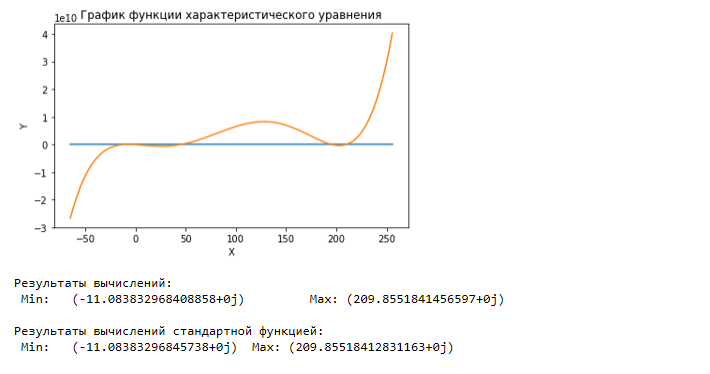 График функции характеристического уравнения
1e10
4
3
2
1
0
−1
−2
−3
Y
−50 0 50 100 150 200 250
X
Результаты вычислений:
Min: (-11.083832968408858+0j) Max: (209.8551841456597+0j)
Результаты вычислений стандартной функцией:
Min: (-11.08383296845738+0j) Max: (209.85518412831163+0j)